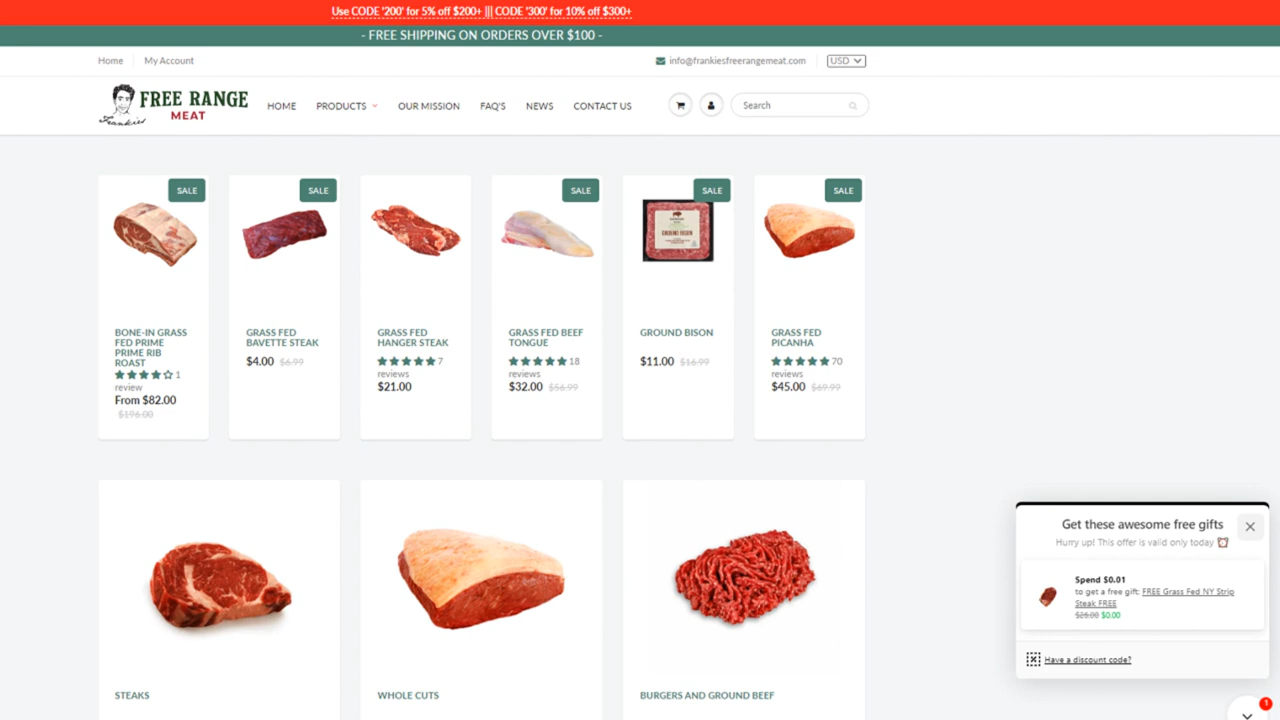 Use CODE '200' for 5% off $200+ ||| CODE '300' for 10% off $300+
- FREE SHIPPING ON ORDERS OVER $100 -
Home
My Account
info@frankiesfreerangemeat.com
USD
Frankies
FREE RANGE
MEAT
HOME
PRODUCTS
OUR MISSION
FAQ'S
NEWS
CONTACT US
Search
SALE
SALE
SALE
SALE
SALE
GROUND BISON
BONE-IN GRASS
FED PRIME
PRIME RIB
ROAST
1
review
From $82.00
$196.00
GRASS FED
BAVETTE STEAK
$4.00 $6.99
GRASS FED
HANGER STEAK
7
reviews
$21.00
GRASS FED BEEF
TONGUE
18
reviews
$32.00 $56.99
GROUND BISON
$11.00 $16.99
GRASS FED
PICANHA
70
reviews
$45.00 $69.99
STEAKS
WHOLE CUTS
BURGERS AND GROUND BEEF
Get these awesome free gifts
Hurry up! This offer is valid only today
Spend $0.01
to get a free gift: FREE Grass Fed NY Strip
Steak FREE
$26.00 $0.00
Have a discount code?
1